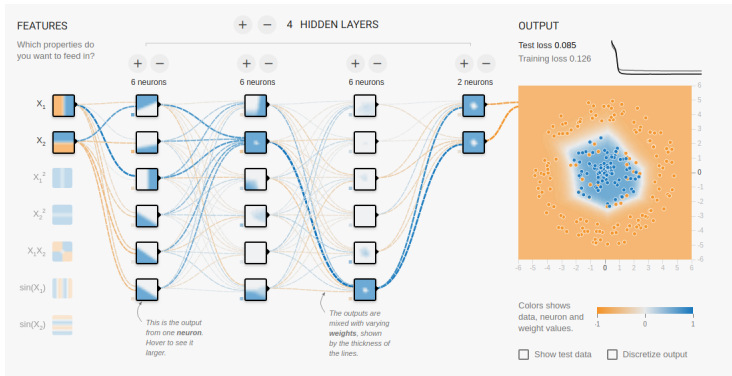 FEATURES
Which properties do
you want to feed in?
+ − 4 HIDDEN LAYERS
+ − + − + − + −
6 neurons 6 neurons 6 neurons 2 neurons
X1
X2
X1²
X2²
X1X2
sin(X1)
sin(X2)
This is the output
from one neuron.
Hover to see it
larger.
The outputs are
mixed with varying
weights, shown
by the thickness of
the lines.
OUTPUT
Test loss 0.085
Training loss 0.126
6
5
4
3
2
1
0
-1
-2
-3
-4
-5
-6
-6 -5 -4 -3 -2 -1 0 1 2 3 4 5 6
Colors shows
data, neuron and
weight values.
-1 0 1
Show test data Discretize output